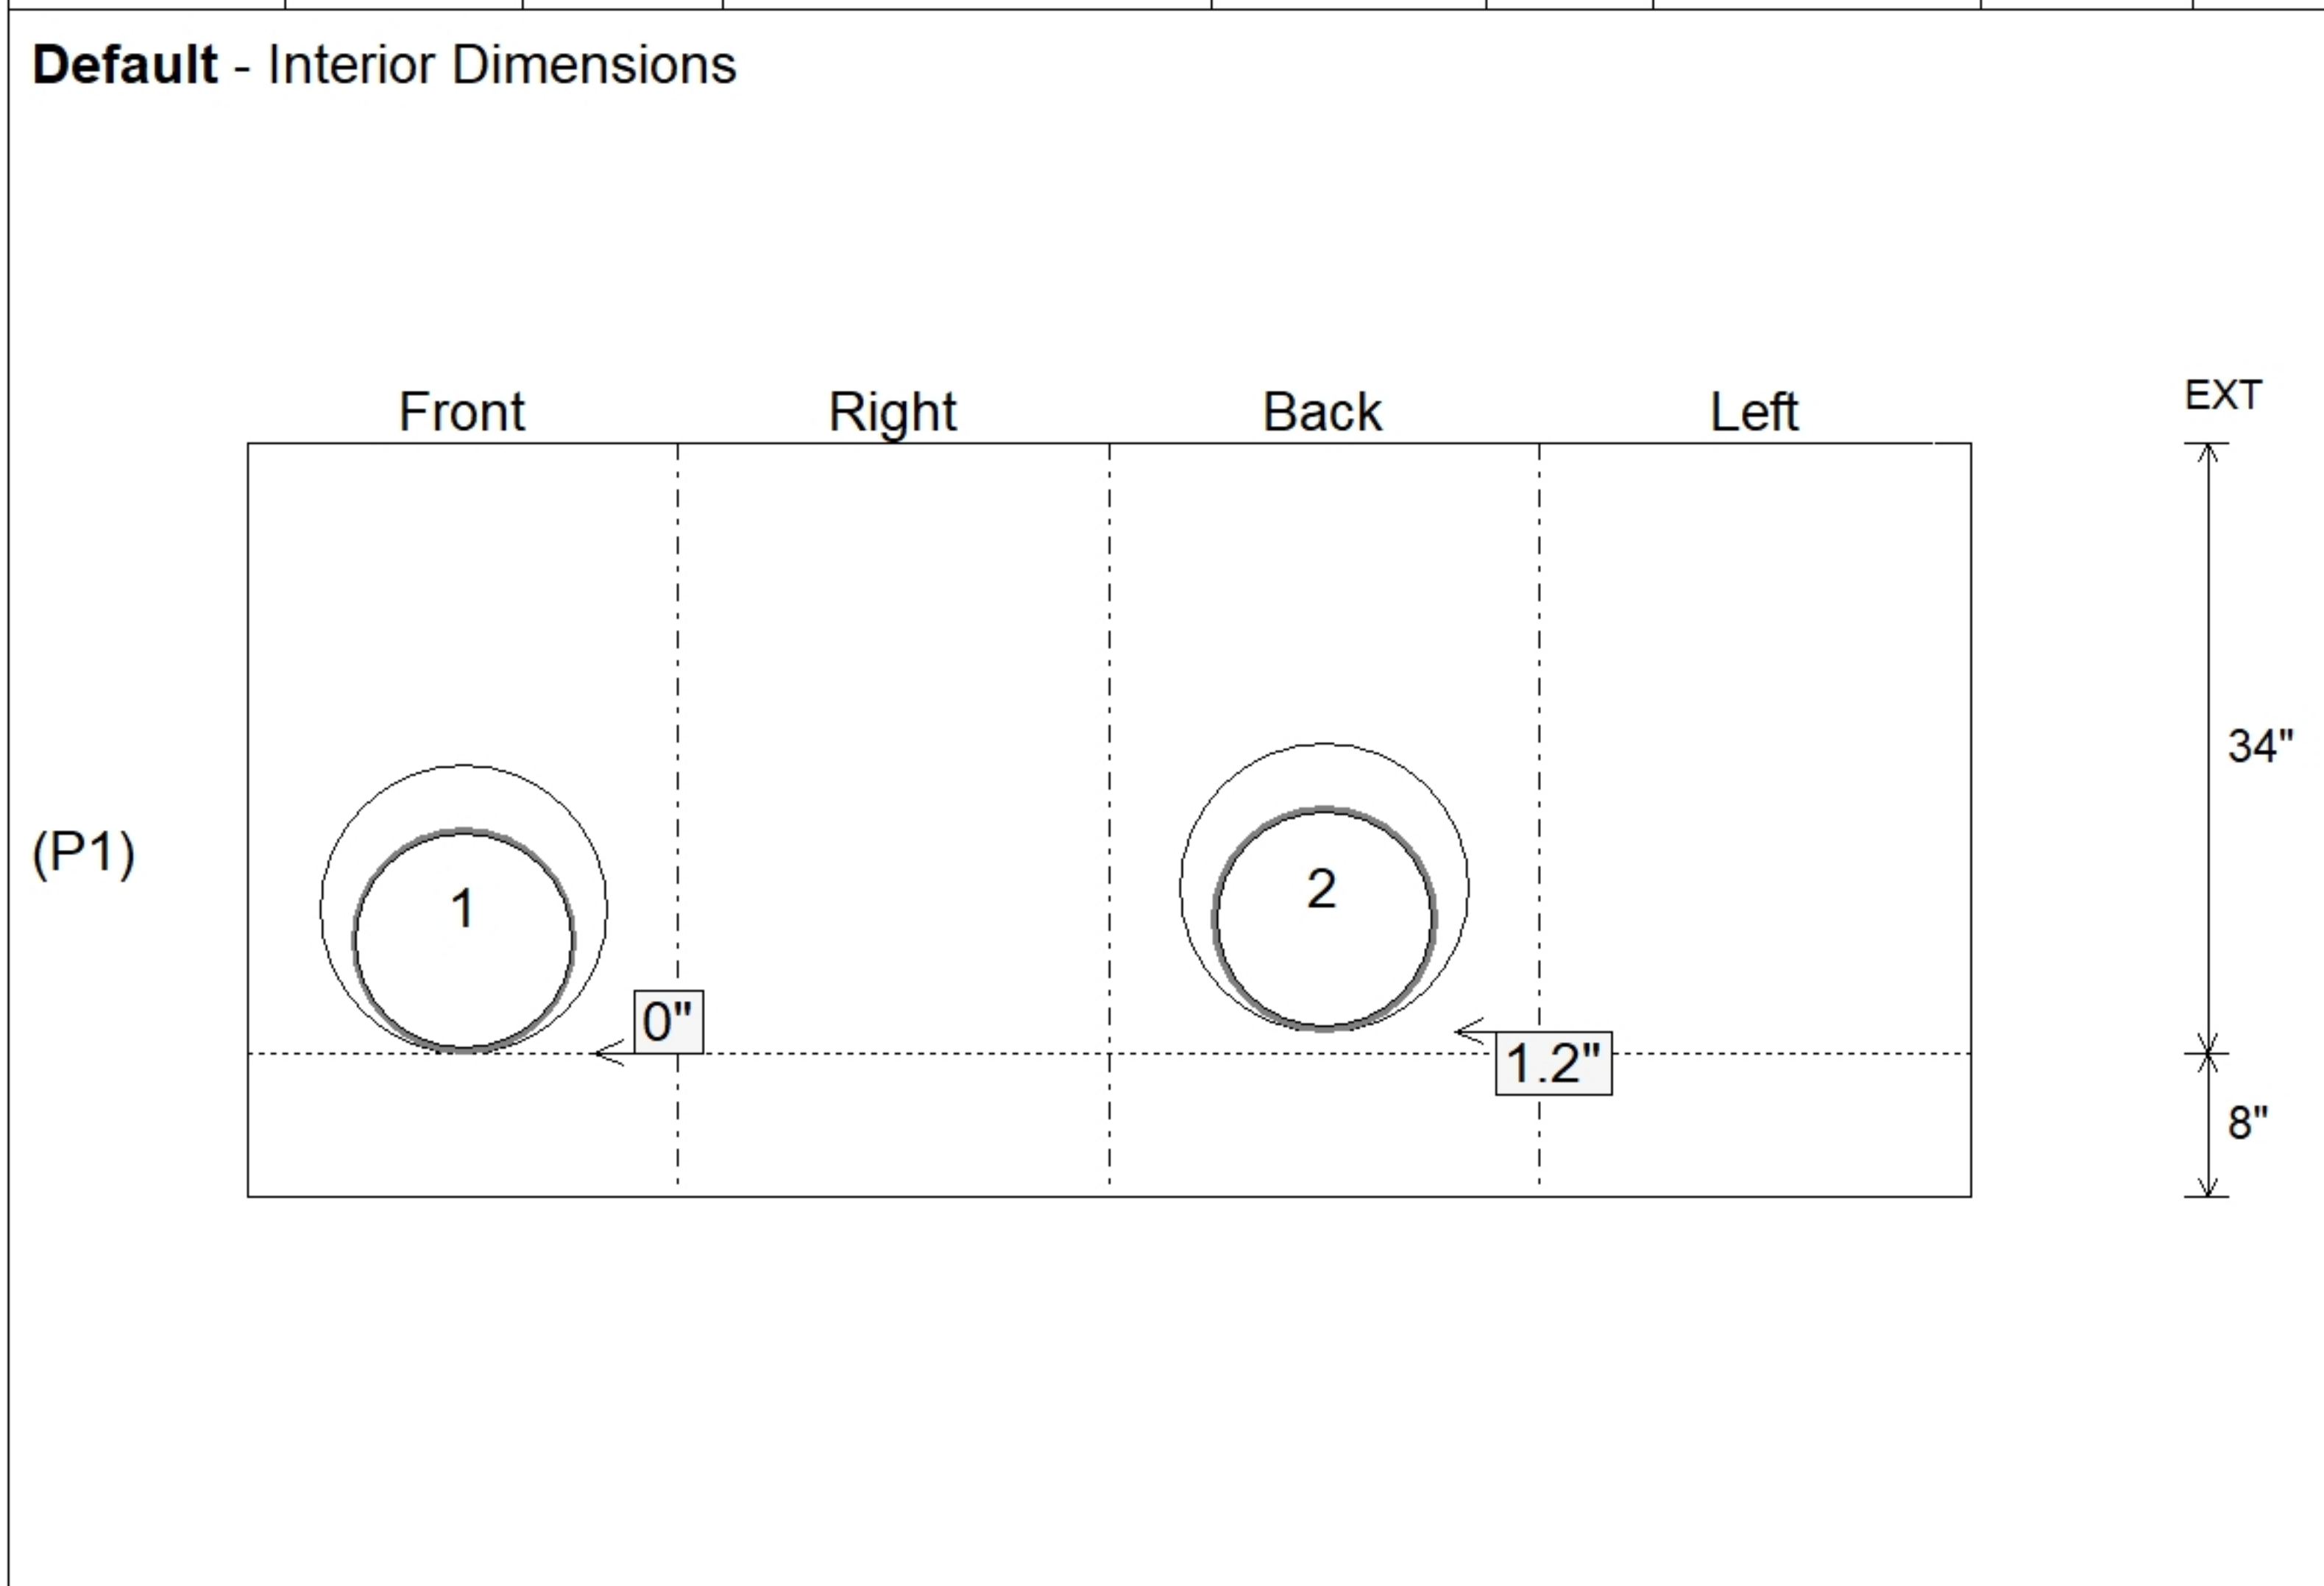 Default - Interior Dimensions
Front Right Back Left EXT
34"
(P1)
1 2
0"
1.2"
8"